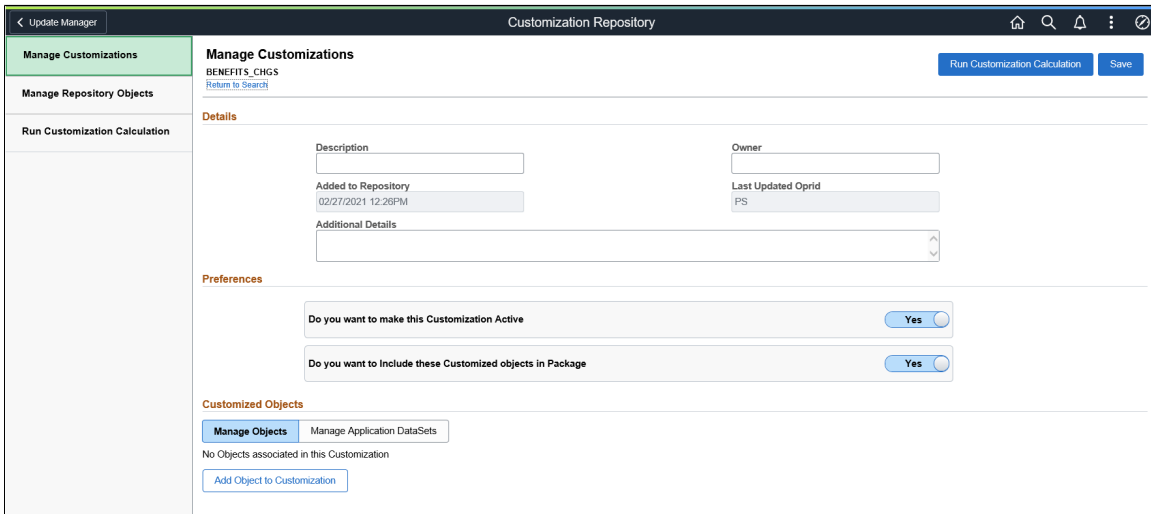 Update Manager
Customization Repository
Manage Customizations
Manage Repository Objects
Run Customization Calculation
Manage Customizations
BENEFITS_CHGS
Return to Search
Run Customization Calculation
Save
Details
Description
Owner
Added to Repository
02/27/2021 12:26PM
Last Updated Oprid
PS
Additional Details
Preferences
Do you want to make this Customization Active
Yes
Do you want to Include these Customized objects in Package
Yes
Customized Objects
Manage Objects
Manage Application DataSets
No Objects associated in this Customization
Add Object to Customization